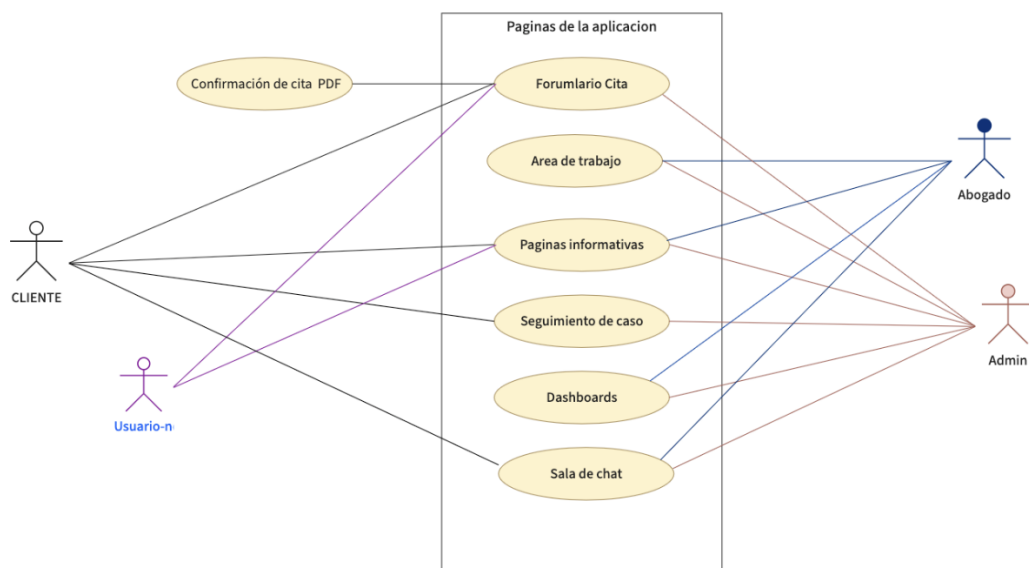 Paginas de la aplicacion
Confirmación de cita PDF
Forumlario Cita
Area de trabajo
Abogado
Paginas informativas
CLIENTE
Seguimiento de caso
Admin
Dashboards
Usuario-n
Sala de chat